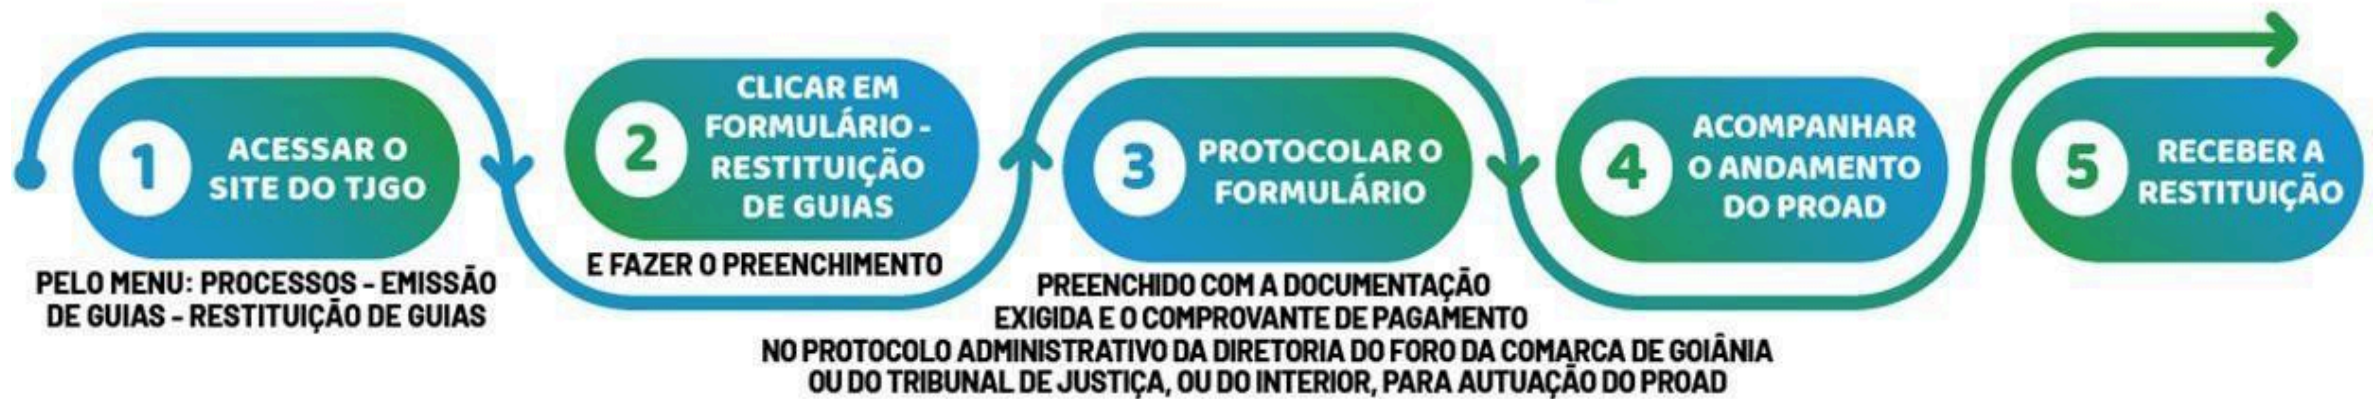 1
ACESSAR O
SITE DO TJGO
PELO MENU: PROCESSOS - EMISSÃO
DE GUIAS - RESTITUIÇÃO DE GUIAS
2
CLICAR EM
FORMULÁRIO -
RESTITUIÇÃO
DE GUIAS
E FAZER O PREENCHIMENTO
3
PROTOCOLAR O
FORMULÁRIO
PREENCHIDO COM A DOCUMENTAÇÃO
EXIGIDA E O COMPROVANTE DE PAGAMENTO
NO PROTOCOLO ADMINISTRATIVO DA DIRETORIA DO FORO DA COMARCA DE GOIÂNIA
OU DO TRIBUNAL DE JUSTIÇA, OU DO INTERIOR, PARA AUTUAÇÃO DO PROAD
4
ACOMPANHAR
O ANDAMENTO
DO PROAD
5
RECEBER A
RESTITUIÇÃO